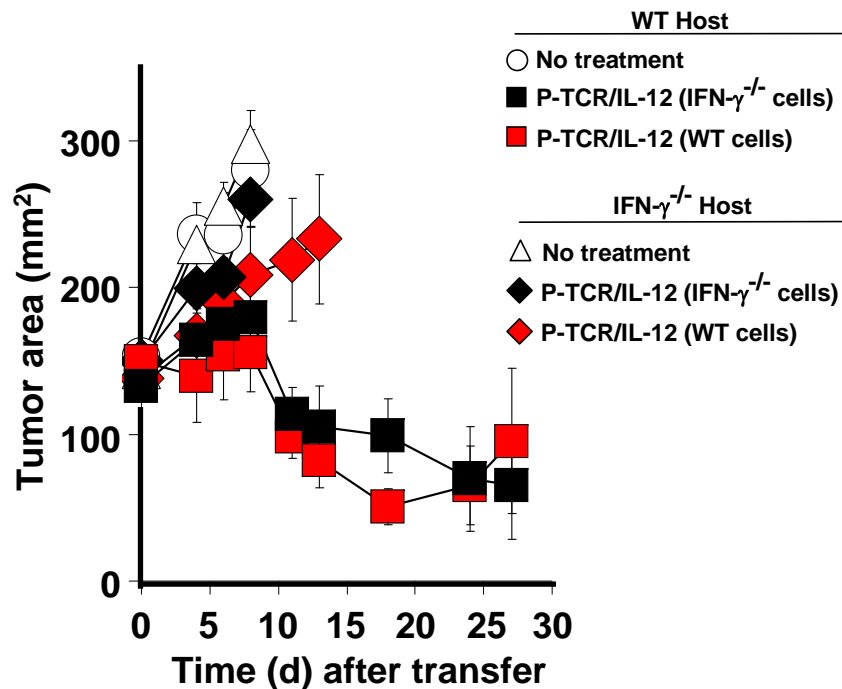 WT Host
No treatment
P-TCR/IL-12 (IFN-γ-/- cells)
P-TCR/IL-12 (WT cells)
IFN-γ-/- Host
No treatment
P-TCR/IL-12 (IFN-γ-/- cells)
P-TCR/IL-12 (WT cells)
Tumor area (mm2)
300
200
100
0
0 5 10 15 20 25 30
Time (d) after transfer